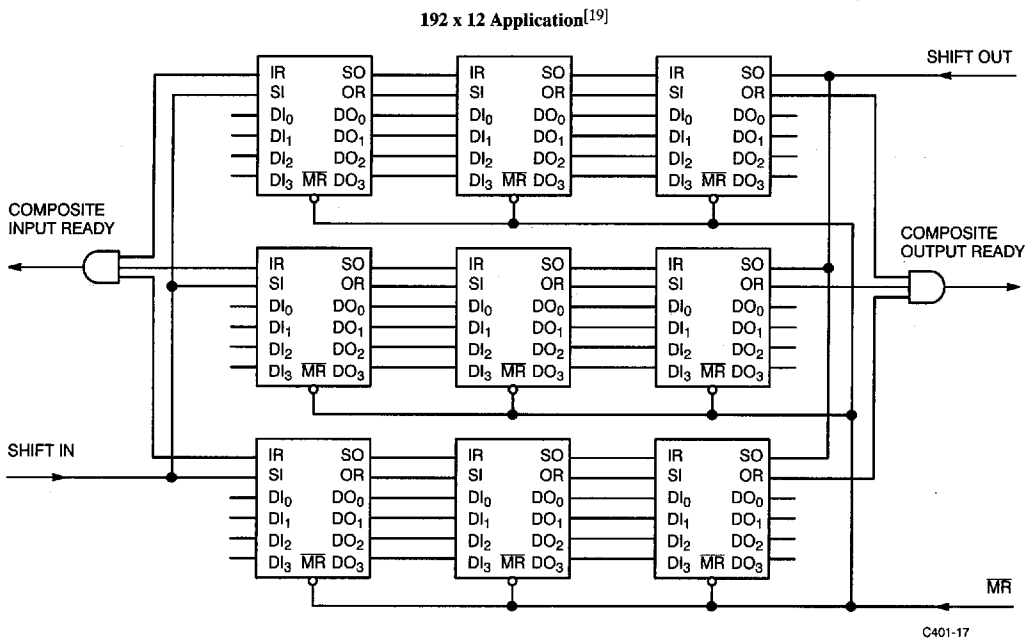 192 x 12 Application[19]
SHIFT OUT
IR SO IR SO IR SO
SI OR SI OR SI OR
DI0 DO0 DI0 DO0 DI0 DO0
DI1 DO1 DI1 DO1 DI1 DO1
DI2 DO2 DI2 DO2 DI2 DO2
DI3 MR DO3 DI3 MR DO3 DI3 MR DO3
COMPOSITE
INPUT READY
COMPOSITE
OUTPUT READY
IR SO IR SO IR SO
SI OR SI OR SI OR
DI0 DO0 DI0 DO0 DI0 DO0
DI1 DO1 DI1 DO1 DI1 DO1
DI2 DO2 DI2 DO2 DI2 DO2
DI3 MR DO3 DI3 MR DO3 DI3 MR DO3
SHIFT IN
IR SO IR SO IR SO
SI OR SI OR SI OR
DI0 DO0 DI0 DO0 DI0 DO0
DI1 DO1 DI1 DO1 DI1 DO1
DI2 DO2 DI2 DO2 DI2 DO2
DI3 MR DO3 DI3 MR DO3 DI3 MR DO3
MR
C401-17